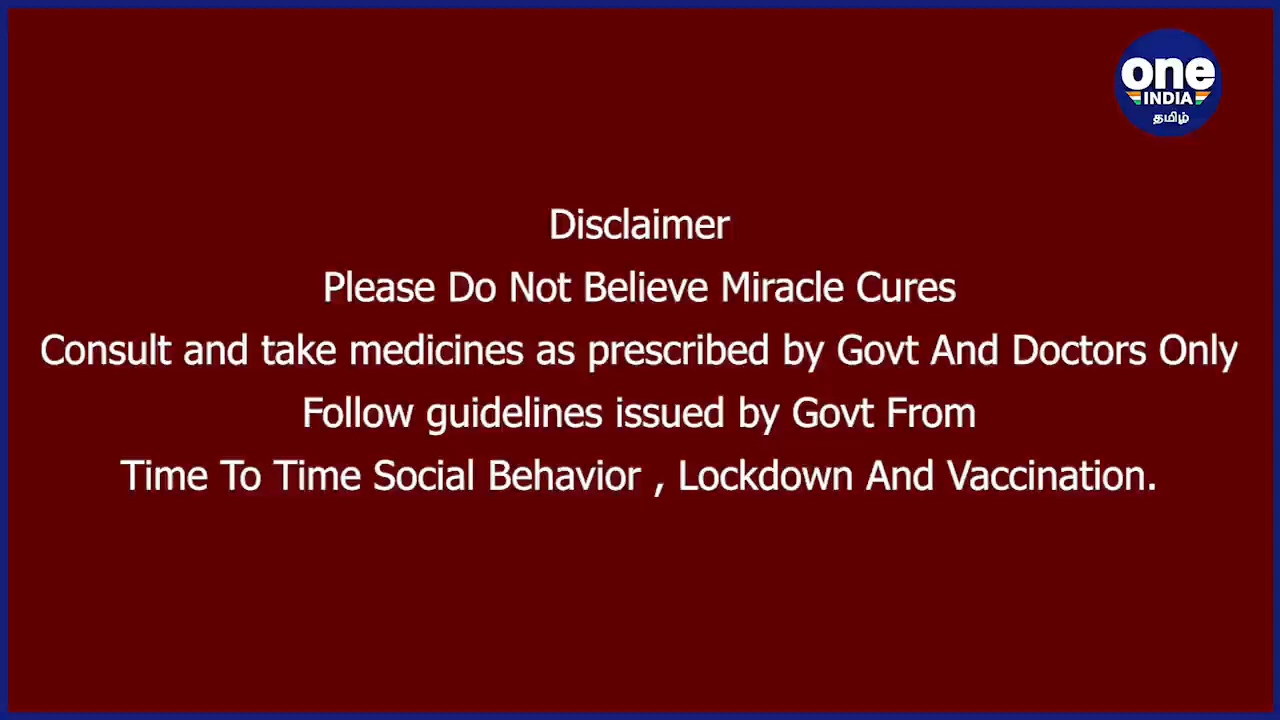 one
INDIA
தமிழ்
Disclaimer
Please Do Not Believe Miracle Cures
Consult and take medicines as prescribed by Govt And Doctors Only
Follow guidelines issued by Govt From
Time To Time Social Behavior , Lockdown And Vaccination.